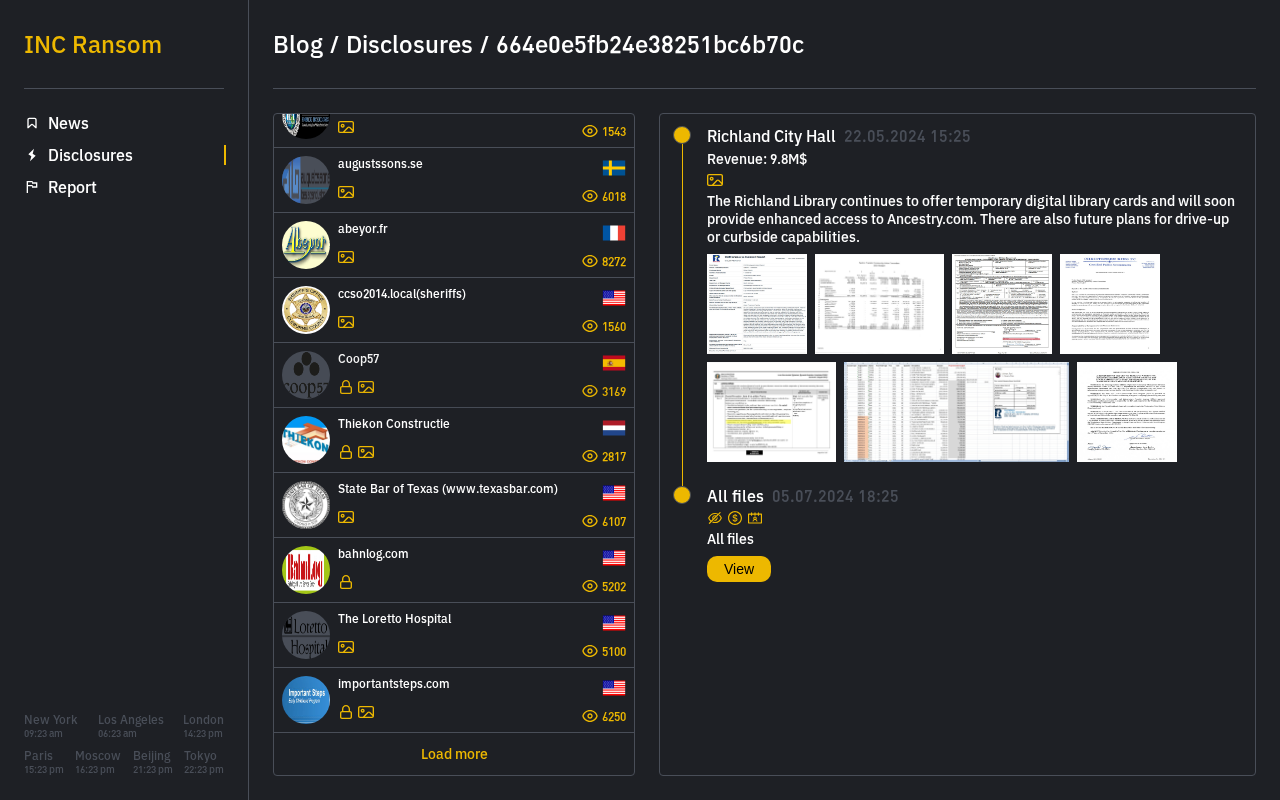 INC Ransom
Blog / Disclosures / 664e0e5fb24e38251bc6b70c
News
Disclosures
Report
1543
augustssons.se
6018
abeyor.fr
8272
ccso2014.local(sheriffs)
1560
Coop57
3169
Thiekon Constructie
2817
State Bar of Texas (www.texasbar.com)
6107
bahnlog.com
5202
The Loretto Hospital
5100
importantsteps.com
6250
Load more
Richland City Hall 22.05.2024 15:25
Revenue: 9.8M$
The Richland Library continues to offer temporary digital library cards and will soon
provide enhanced access to Ancestry.com. There are also future plans for drive-up
or curbside capabilities.
All files 05.07.2024 18:25
All files
View
New York Los Angeles London
09:23 am 06:23 am 14:23 pm
Paris Moscow Beijing Tokyo
15:23 pm 16:23 pm 21:23 pm 22:23 pm